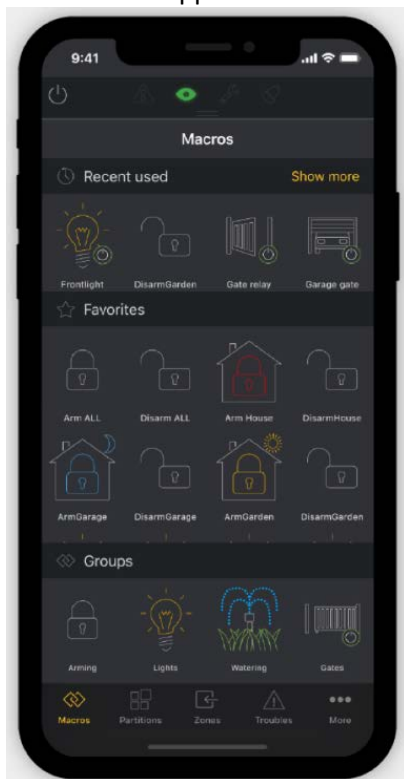 9:41
Macros
Recent used Show more
Frontlight DisarmGarden Gate relay Garage gate
Favorites
Arm ALL Disarm ALL Arm House DisarmHouse
ArmGarage DisarmGarage ArmGarden DisarmGarden
Groups
Arming Lights Watering Gates
Macros Partitions Zones Troubles More